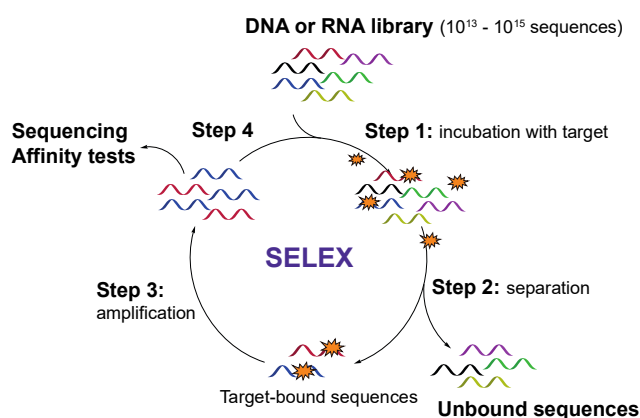 DNA or RNA library (10¹³ - 10¹⁵ sequences)
Sequencing
Affinity tests
Step 4
Step 1: incubation with target
SELEX
Step 3:
amplification
Step 2: separation
Target-bound sequences
Unbound sequences